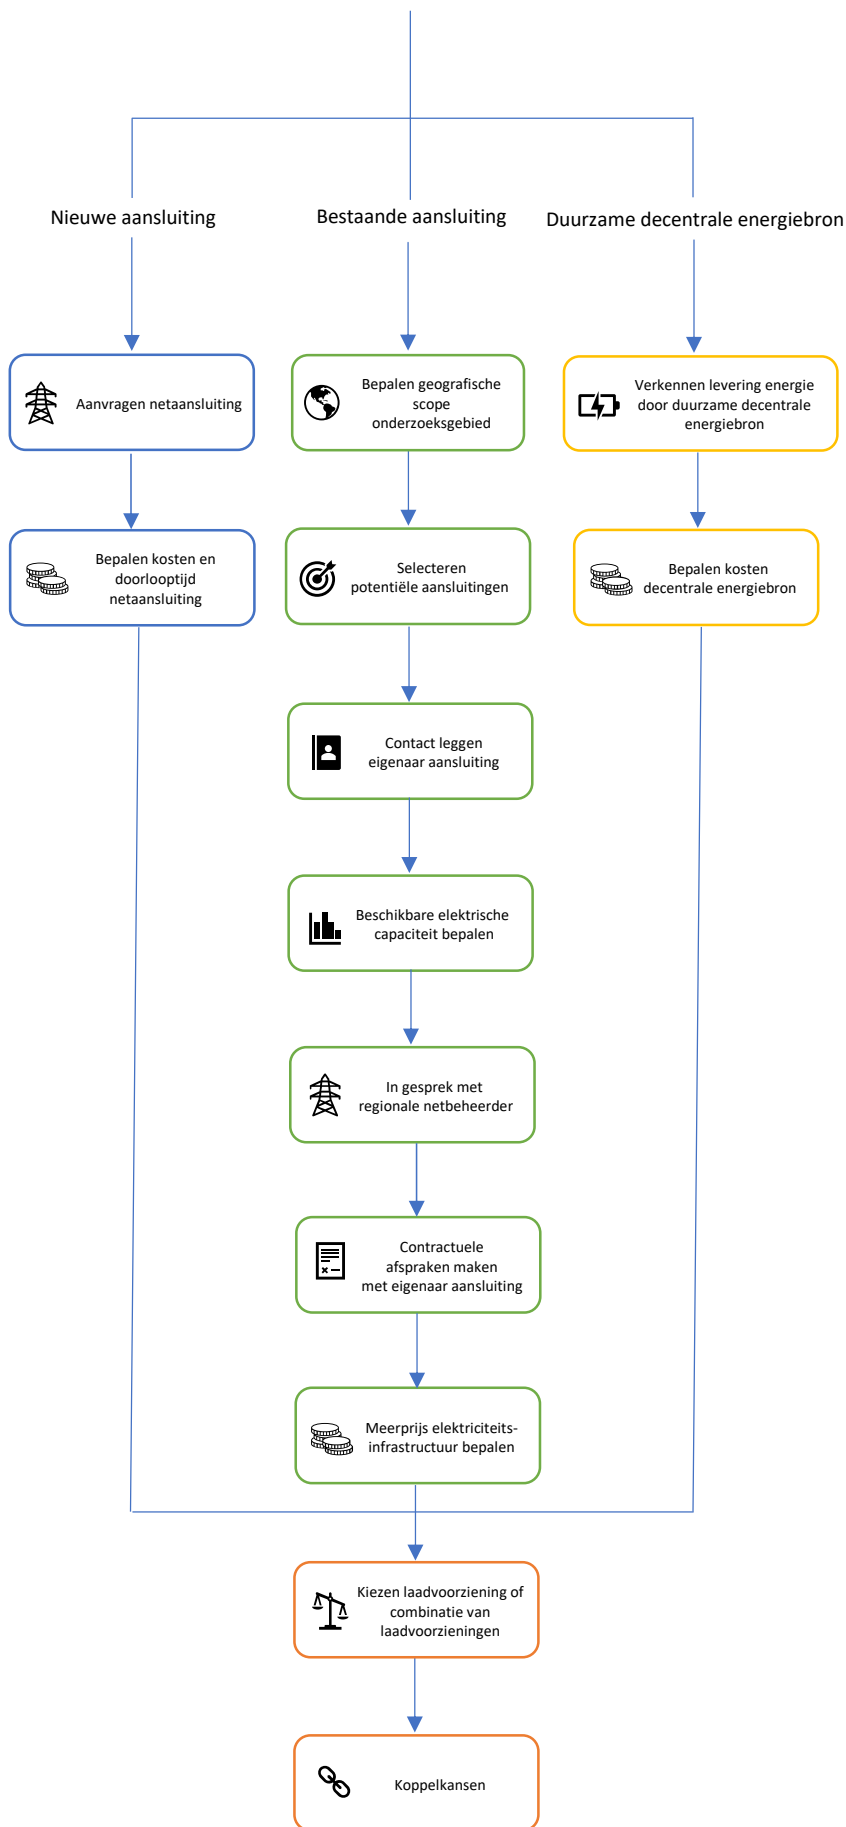 Nieuwe aansluiting
Bestaande aansluiting
Duurzame decentrale energiebron
Aanvragen netaansluiting
Bepalen geografische
scope
onderzoeksgebied
Verkennen levering energie
door duurzame decentrale
energiebron
Bepalen kosten en
doorlooptijd
netaansluiting
Selecteren
potentiële aansluitingen
Bepalen kosten
decentrale energiebron
Contact leggen
eigenaar aansluiting
Beschikbare elektrische
capaciteit bepalen
In gesprek met
regionale netbeheerder
Contractuele
afspraken maken
met eigenaar aansluiting
Meerprijs elektriciteits-
infrastructuur bepalen
Kiezen laadvoorziening of
combinatie van
laadvoorzieningen
Koppelkansen